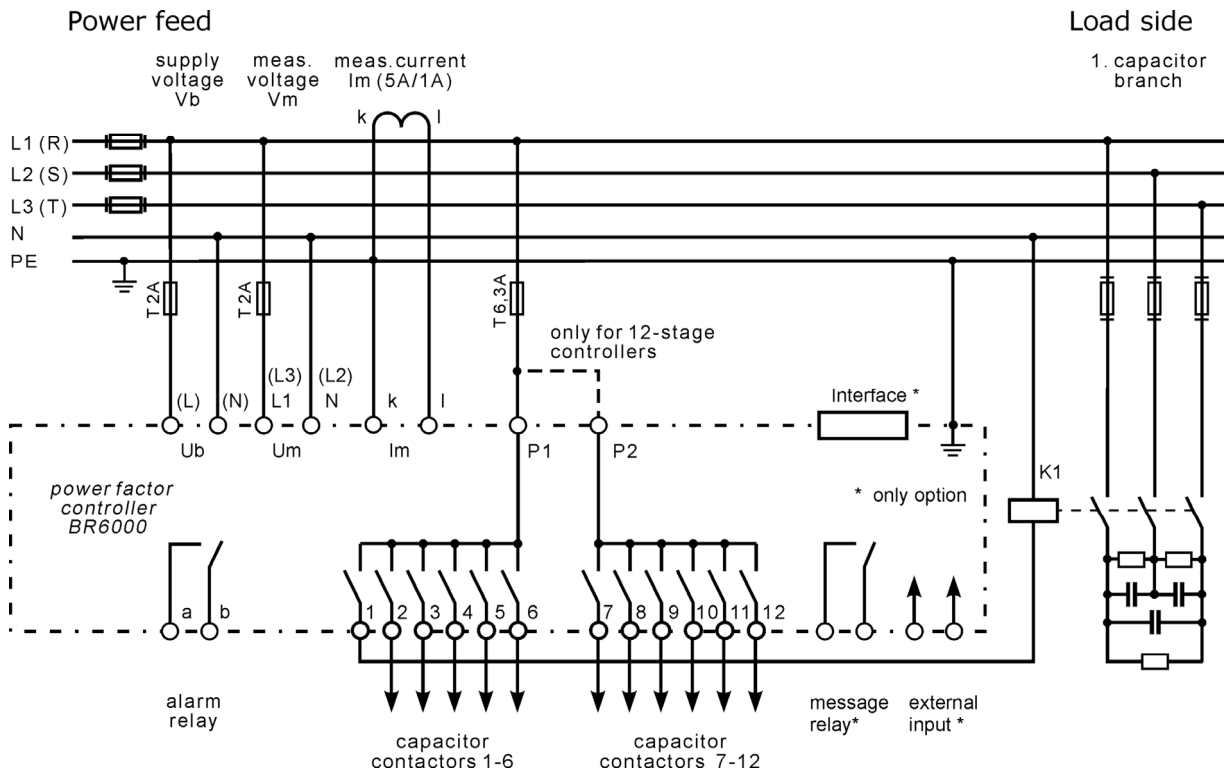 Power feed
Load side
supply
voltage
Vb
meas.
voltage
Vm
meas.current
Im (5A/1A)
1. capacitor
branch
k
l
L1 (R)
L2 (S)
L3 (T)
N
PE
T 2A
T 2A
T 6,3A
only for 12-stage
controllers
(L)
(N)
(L3)
L1
(L2)
N
k
l
Interface *
Ub
Um
Im
P1
P2
K1
power factor
controller
BR6000
* only option
a
b
1
2
3
4
5
6
7
8
9
10
11
12
alarm
relay
capacitor
contactors 1-6
capacitor
contactors 7-12
message
relay*
external
input *